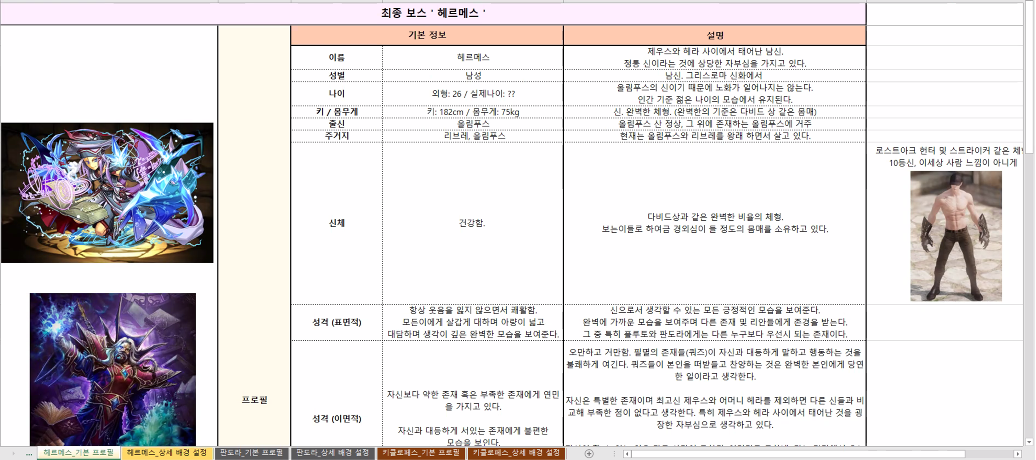 최종 보스 ' 헤르메스 '
기본 정보
설명
이름
헤르메스
제우스와 헤라 사이에서 태어난 남신.
정통 신이라는 것에 상당한 자부심을 가지고 있다.
성별
남성
남신. 그리스로마 신화에서
나이
외형: 26 / 실제나이: ??
올림푸스의 신이기 때문에 노화가 일어나지는 않는다.
인간 기준 젊은 나이의 모습에서 유지된다.
키 / 몸무게
키: 182cm / 몸무게: 75kg
신. 완벽한 체형. (완벽한의 기준은 다비드 상 같은 몸매)
출신
올림푸스
올림푸스 산 정상, 그 위에 존재하는 올림푸스에 거주
주거지
리브레, 올림푸스
현재는 올림푸스와 리브레를 왕래 하면서 살고 있다.
로스트아크 헌터 및 스트라이커 같은 체
10등신, 이세상 사람 느낌이 아니게
신체
건강함.
다비드상과 같은 완벽한 비율의 체형.
보는이들로 하여금 경외심이 들 정도의 몸매를 소유하고 있다.
성격 (표면적)
항상 웃음을 잃지 않으면서 쾌활함.
모든이에게 살갑게 대하며 아량이 넓고
대담하며 생각이 깊은 완벽한 모습을 보여준다.
신으로서 생각할 수 있는 모든 긍정적인 모습을 보여준다.
완벽에 가까운 모습을 보여주며 다른 존재 및 리안들에게 존경을 받는다.
그 중 특히 플루토와 판도라에게는 다른 누구보다 우선시 되는 존재이다.
프로필
성격 (이면적)
자신보다 약한 존재 혹은 부족한 존재에게 연민
을 가지고 있다.
자신과 대등하게 서있는 존재에게 불편한
모습을 보인다.
오만하고 거만함. 필멸의 존재들(퀴즈)이 자신과 대등하게 말하고 행동하는 것을
불쾌하게 여긴다. 퀴즈들이 본인을 떠받들고 찬양하는 것은 완벽한 본인에게 당연
한 일이라고 생각한다.
자신은 특별한 존재이며 최고신 제우스와 어머니 헤라를 제외하면 다른 신들과 비
교해 부족한 점이 없다고 생각한다. 특히 제우스와 헤라 사이에서 태어난 것을 굉
장한 자부심으로 생각하고 있다.
... 헤르메스_기본 프로필 헤르메스_상세 배경 설정 판도라_기본 프로필 판도라_상세 배경 설정 키클로페스_기본 프로필 키클로페스_상세 배경 설정